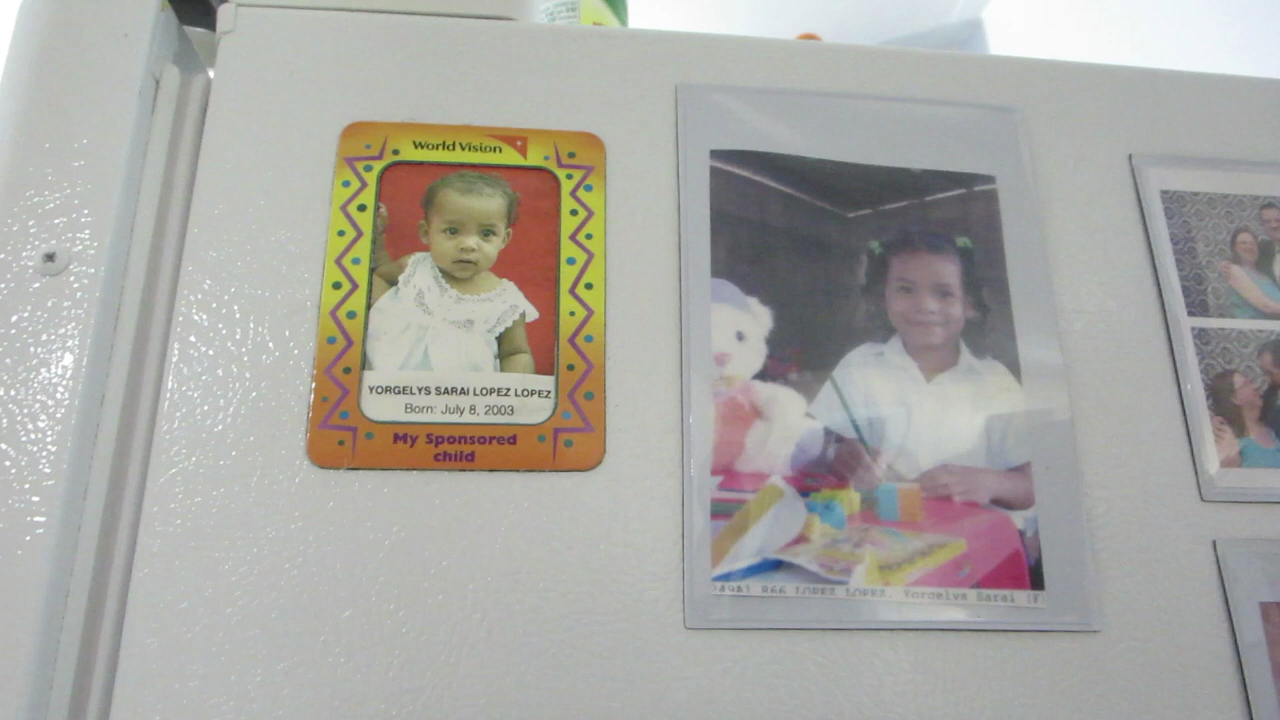 World Vision
YORGELYS SARAI LOPEZ LOPEZ
Born: July 8, 2003
My Sponsored
child
LOPEZ LOPEZ, Yorgelys Sarai (F